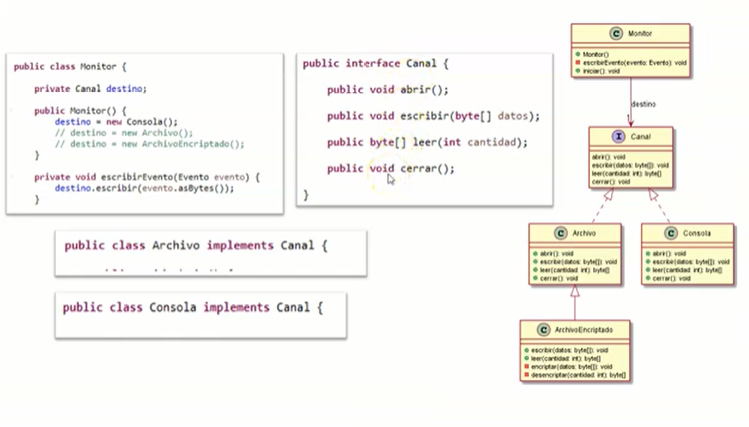 public class Monitor {
private Canal destino;
public Monitor() {
destino = new Consola();
// destino = new Archivo();
// destino = new ArchivoEncriptado();
}
private void escribirEvento(Evento evento) {
destino.escribir(evento.asBytes());
}
public interface Canal {
public void abrir();
public void escribir(byte[] datos);
public byte[] leer(int cantidad);
public void cerrar();
}
public class Archivo implements Canal {
public class Consola implements Canal {
C Monitor
Monitor()
escribirEvento(evento: Evento): void
iniciar(): void
destino
I Canal
abrir(): void
escribir(datos: byte[]): void
leer(cantidad: int): byte[]
cerrar(): void
C Archivo
abrir(): void
escribir(datos: byte[]): void
leer(cantidad: int): byte[]
cerrar(): void
C Consola
abrir(): void
escribir(datos: byte[]): void
leer(cantidad: int): byte[]
cerrar(): void
C ArchivoEncriptado
escribir(datos: byte[]): void
leer(cantidad: int): byte[]
encriptar(datos: byte[]): void
desencriptar(cantidad: int): byte[]